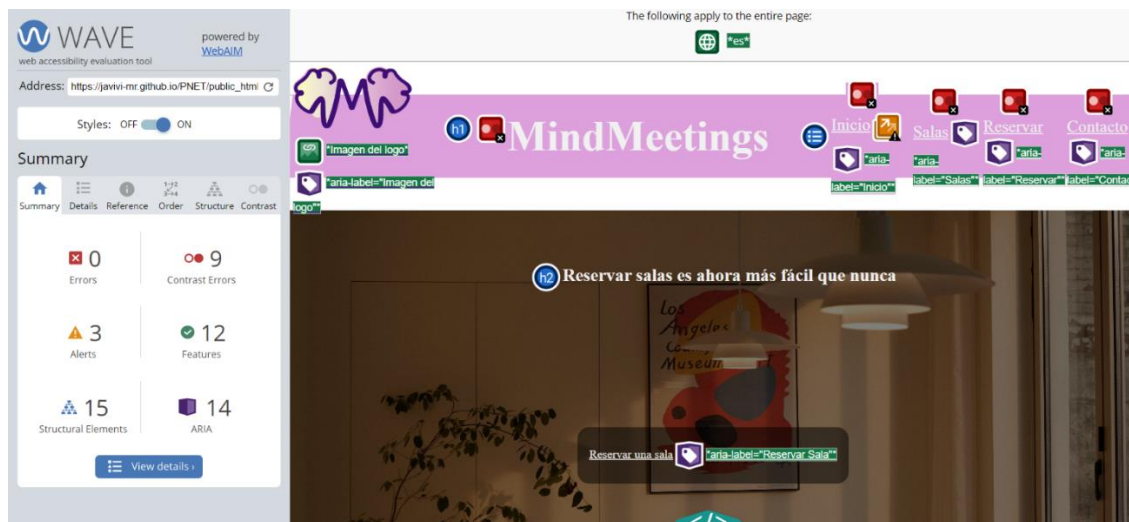 WAVE
web accessibility evaluation tool
powered by
WebAIM
Address: https://javivi-mr.github.io/PNET/public_html
Styles: OFF ON
Summary
Summary Details Reference Order Structure Contrast
0
Errors
9
Contrast Errors
3
Alerts
12
Features
15
Structural Elements
14
ARIA
View details ›
The following apply to the entire page:
*es*
*Imagen del logo*
*aria-label="Imagen del
logo"*
h1 MindMeetings
Inicio
*aria-
label="Inicio"*
Salas
*aria-
label="Salas"*
Reservar
*aria-
label="Reservar"*
Contacto
*aria-
label="Contac
h2 Reservar salas es ahora más fácil que nunca
Los
Angeles
County
Museum
Reservar una sala *aria-label="Reservar Sala"*